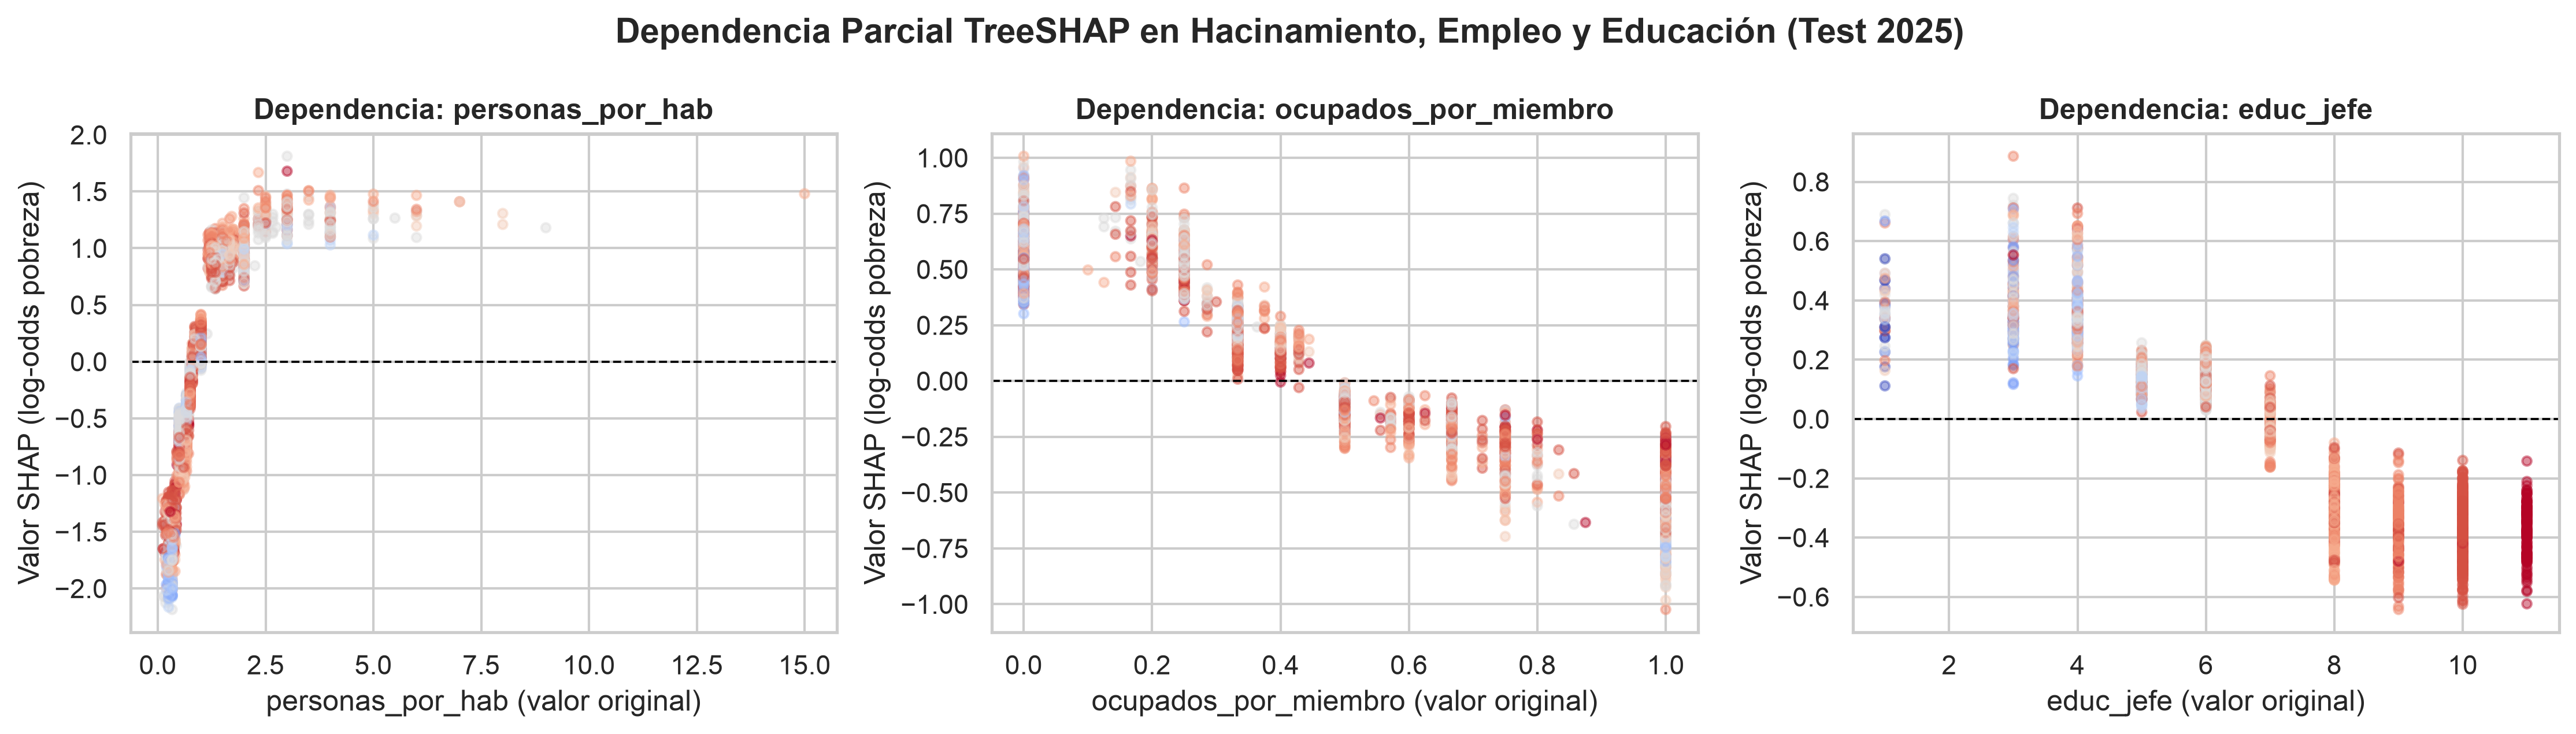 Dependencia Parcial TreeSHAP en Hacinamiento, Empleo y Educación (Test 2025)
Dependencia: personas_por_hab
Valor SHAP (log-odds pobreza)
2.0
1.5
1.0
0.5
0.0
−0.5
−1.0
−1.5
−2.0
0.0 2.5 5.0 7.5 10.0 12.5 15.0
personas_por_hab (valor original)
Dependencia: ocupados_por_miembro
Valor SHAP (log-odds pobreza)
1.00
0.75
0.50
0.25
0.00
−0.25
−0.50
−0.75
−1.00
0.0 0.2 0.4 0.6 0.8 1.0
ocupados_por_miembro (valor original)
Dependencia: educ_jefe
Valor SHAP (log-odds pobreza)
0.8
0.6
0.4
0.2
0.0
−0.2
−0.4
−0.6
2 4 6 8 10
educ_jefe (valor original)